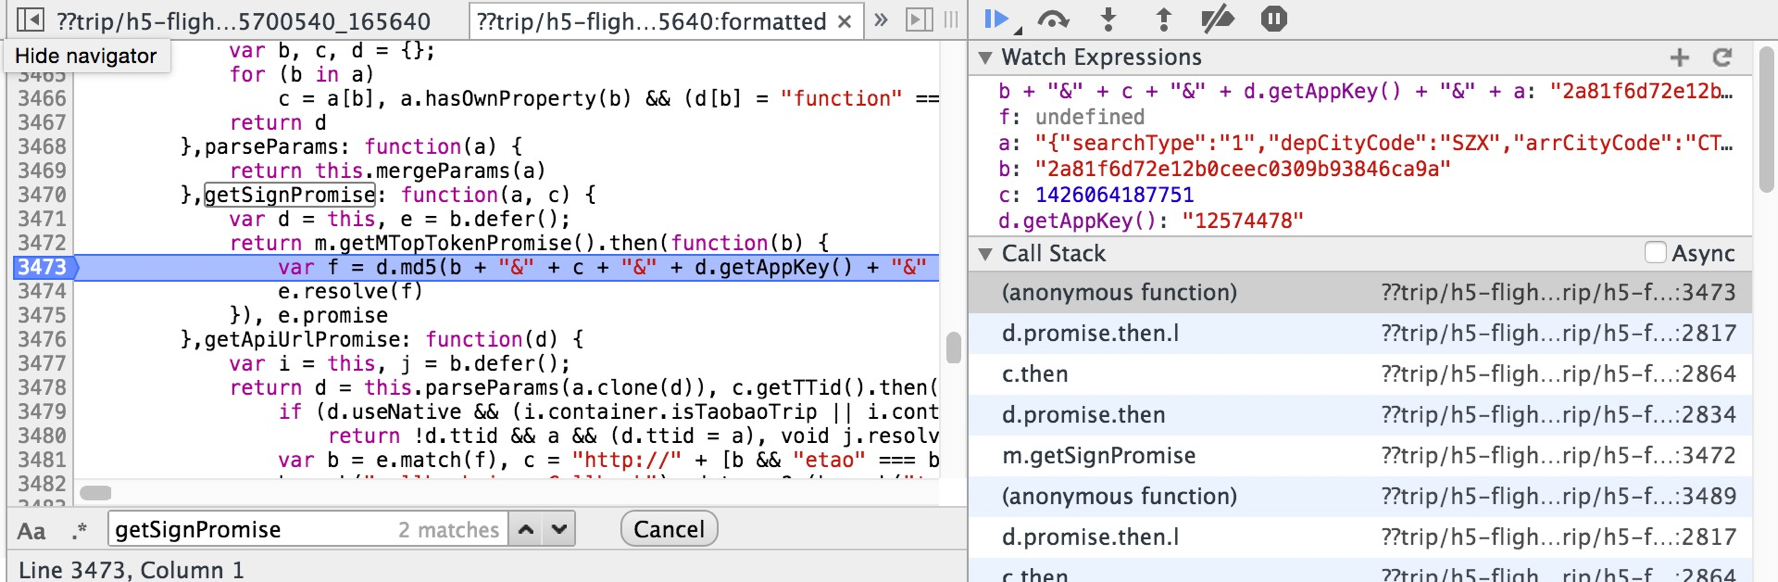 ??trip/h5-fligh...5700540_165640
??trip/h5-fligh...5640:formatted ×
Hide navigator
var b, c, d = {};
3465 for (b in a)
3466 c = a[b], a.hasOwnProperty(b) && (d[b] = "function" ==
3467 return d
3468 },parseParams: function(a) {
3469 return this.mergeParams(a)
3470 },getSignPromise: function(a, c) {
3471 var d = this, e = b.defer();
3472 return m.getMTopTokenPromise().then(function(b) {
3473 var f = d.md5(b + "&" + c + "&" + d.getAppKey() + "&"
3474 e.resolve(f)
3475 }), e.promise
3476 },getApiUrlPromise: function(d) {
3477 var i = this, j = b.defer();
3478 return d = this.parseParams(a.clone(d)), c.getTTid().then(
3479 if (d.useNative && (i.container.isTaobaoTrip || i.cont
3480 return !d.ttid && a && (d.ttid = a), void j.resolv
3481 var b = e.match(f), c = "http://" + [b && "etao" === b
3482
Aa .* getSignPromise 2 matches Cancel
Line 3473, Column 1
Watch Expressions
b + "&" + c + "&" + d.getAppKey() + "&" + a: "2a81f6d72e12b...
f: undefined
a: "{"searchType":"1","depCityCode":"SZX","arrCityCode":"CT...
b: "2a81f6d72e12b0ceec0309b93846ca9a"
c: 1426064187751
d.getAppKey(): "12574478"
Call Stack Async
(anonymous function) ??trip/h5-fligh...rip/h5-f...:3473
d.promise.then.l ??trip/h5-fligh...rip/h5-f...:2817
c.then ??trip/h5-fligh...rip/h5-f...:2864
d.promise.then ??trip/h5-fligh...rip/h5-f...:2834
m.getSignPromise ??trip/h5-fligh...rip/h5-f...:3472
(anonymous function) ??trip/h5-fligh...rip/h5-f...:3489
d.promise.then.l ??trip/h5-fligh...rip/h5-f...:2817
c.then ??trip/h5-fligh...rip/h5-f...:2864